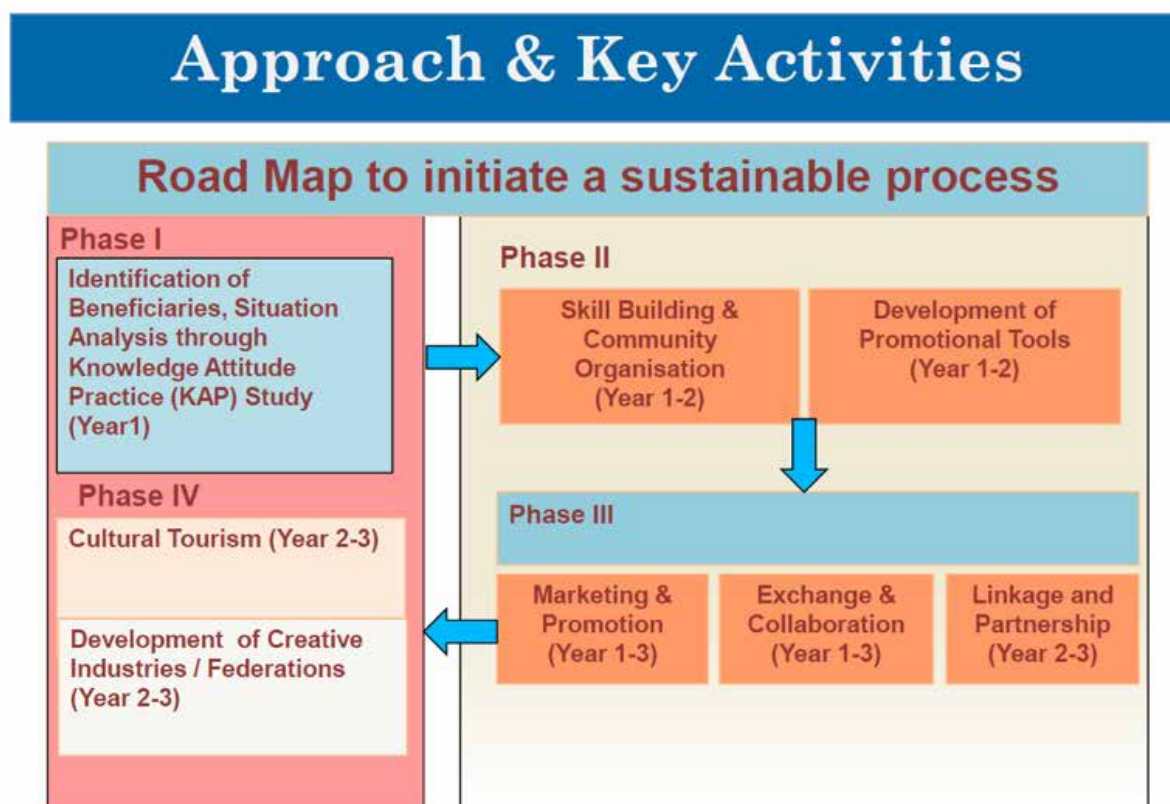 Approach & Key Activities
Road Map to initiate a sustainable process
Phase I
Identification of
Beneficiaries, Situation
Analysis through
Knowledge Attitude
Practice (KAP) Study
(Year1)
Phase II
Skill Building &
Community
Organisation
(Year 1-2)
Development of
Promotional Tools
(Year 1-2)
Phase III
Marketing &
Promotion
(Year 1-3)
Exchange &
Collaboration
(Year 1-3)
Linkage and
Partnership
(Year 2-3)
Phase IV
Cultural Tourism (Year 2-3)
Development of Creative
Industries / Federations
(Year 2-3)